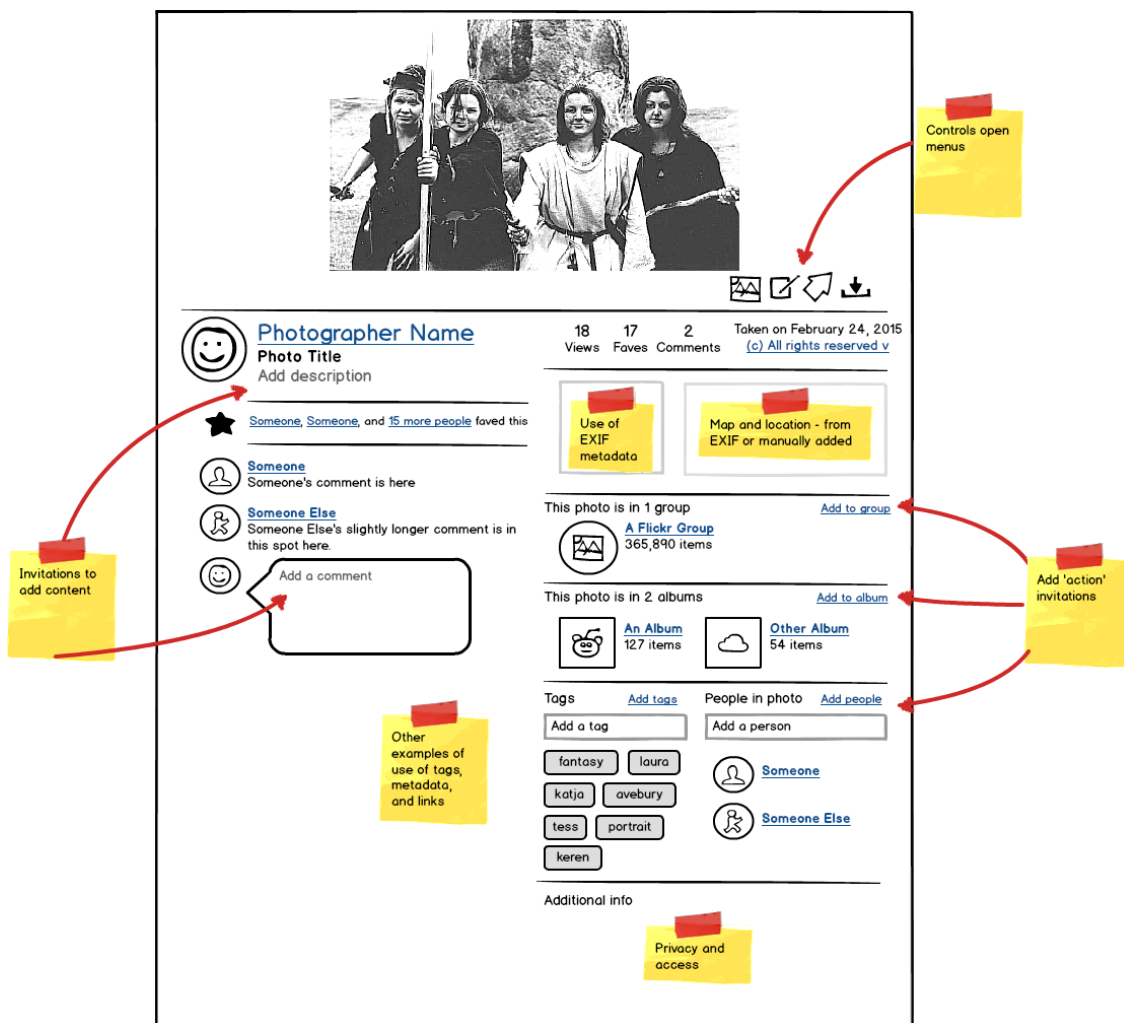 Controls open
menus
Photographer Name
Photo Title
Add description
18
Views
17
Faves
2
Comments
Taken on February 24, 2015
(c) All rights reserved v
Someone, Someone, and 15 more people faved this
Someone
Someone's comment is here
Someone Else
Someone Else's slightly longer comment is in
this spot here.
Add a comment
Invitations to
add content
Use of
EXIF
metadata
Map and location - from
EXIF or manually added
This photo is in 1 group
Add to group
A Flickr Group
365,890 items
Add 'action'
invitations
This photo is in 2 albums
Add to album
An Album
127 items
Other Album
54 items
Tags
Add tags
Add a tag
fantasy
laura
katja
avebury
tess
portrait
keren
People in photo
Add people
Add a person
Someone
Someone Else
Other
examples of
use of tags,
metadata,
and links
Additional info
Privacy and
access